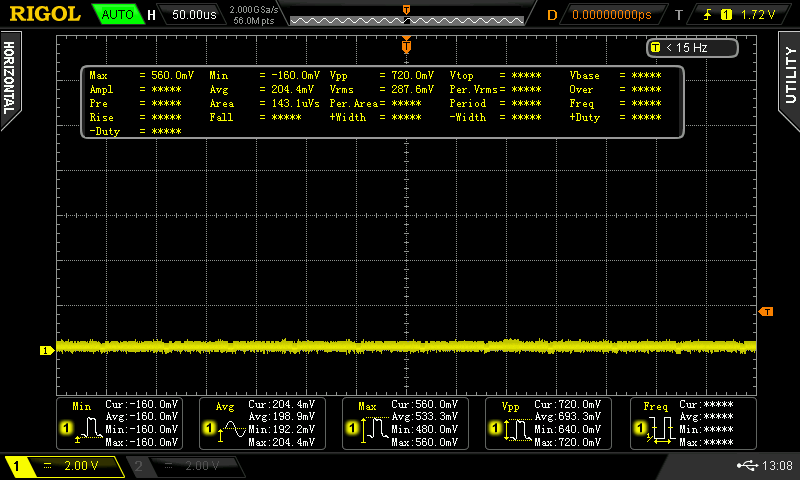 RIGOL AUTO H 50.00us 2.000GSa/s 56.0M pts T D 0.00000000ps T 1 1.72 V
HORIZONTAL
UTILITY
T
T < 15 Hz
Max = 560.0mV Min = -160.0mV Vpp = 720.0mV Vtop = ***** Vbase = *****
Ampl = ***** Avg = 204.4mV Vrms = 287.6mV Per.Vrms= ***** Over = *****
Pre = ***** Area = 143.1uVs Per.Area= ***** Period = ***** Freq = *****
Rise = ***** Fall = ***** +Width = ***** -Width = ***** +Duty = *****
-Duty = *****
T
1
Min Cur:-160.0mV Avg Cur:204.4mV Max Cur:560.0mV Vpp Cur:720.0mV Freq Cur:*****
Avg:-160.0mV Avg:198.9mV Avg:533.3mV Avg:693.3mV Avg:*****
1 Min:-160.0mV 1 Min:192.2mV 1 Min:480.0mV 1 Min:640.0mV 1 Min:*****
Max:-160.0mV Max:204.4mV Max:560.0mV Max:720.0mV Max:*****
1 2.00 V 2 2.00 V 13:08